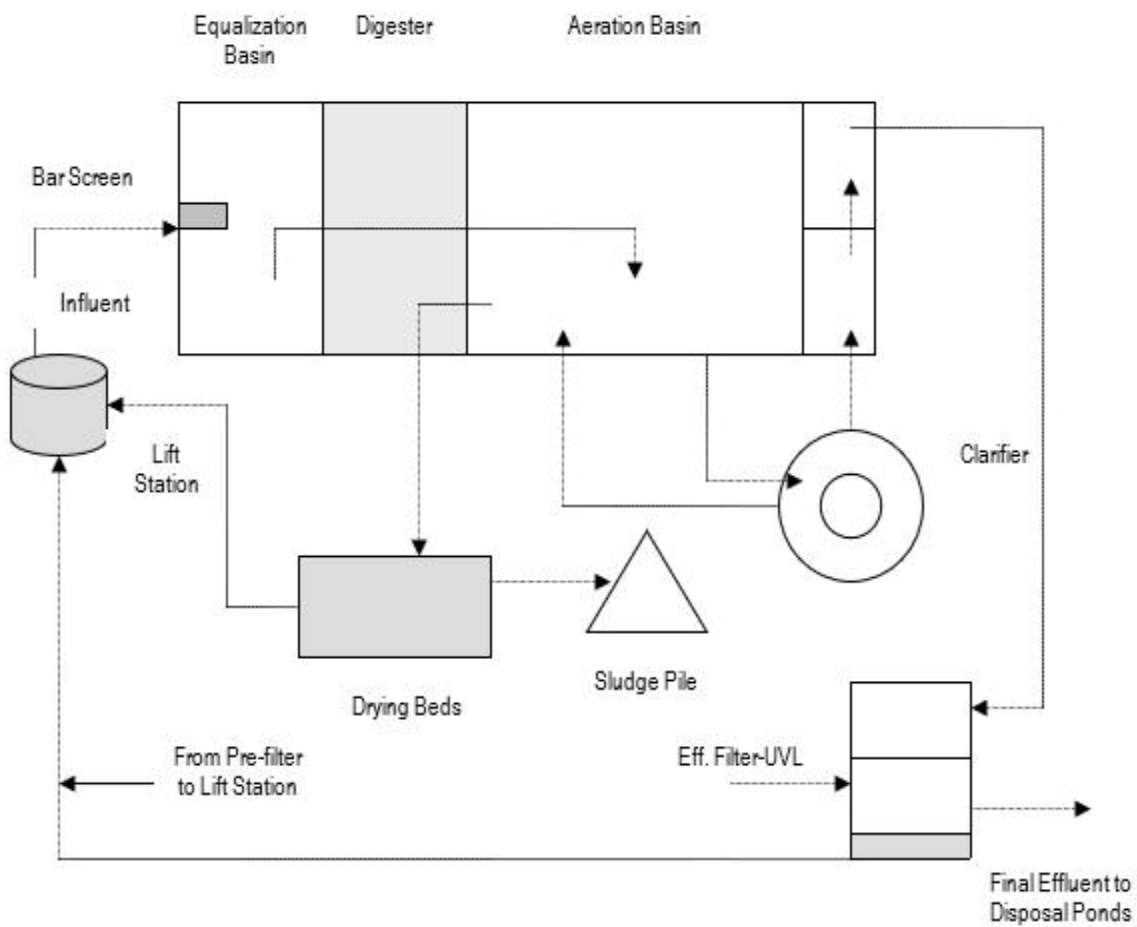 Equalization
Basin
Digester
Aeration Basin
Bar Screen
Influent
Lift
Station
Clarifier
Sludge Pile
Drying Beds
From Pre-filter
to Lift Station
Eff. Filter-UVL
Final Effluent to
Disposal Ponds